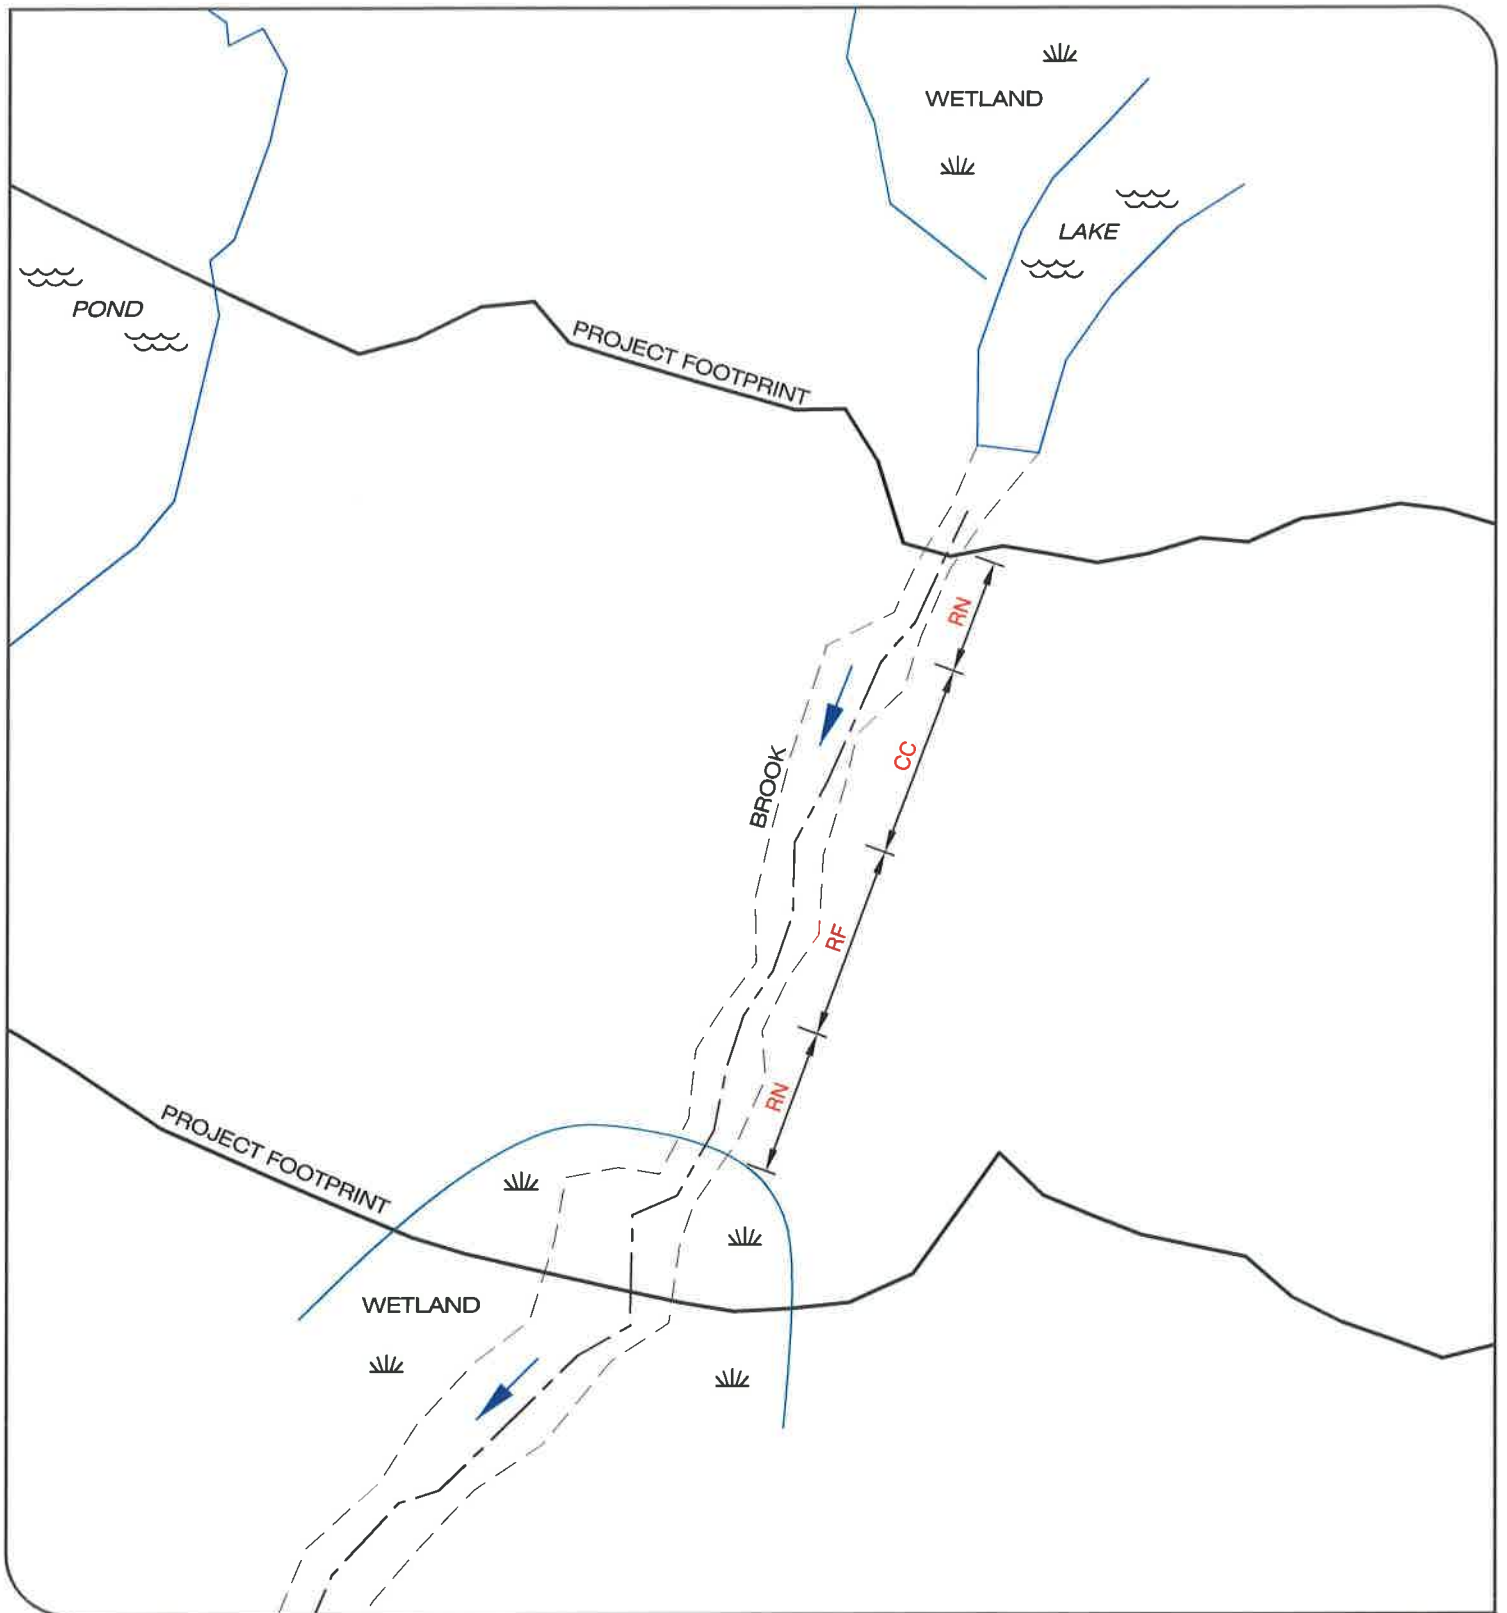 WETLAND
LAKE
POND
PROJECT FOOTPRINT
RN
CC
BROOK
RF
RN
PROJECT FOOTPRINT
WETLAND